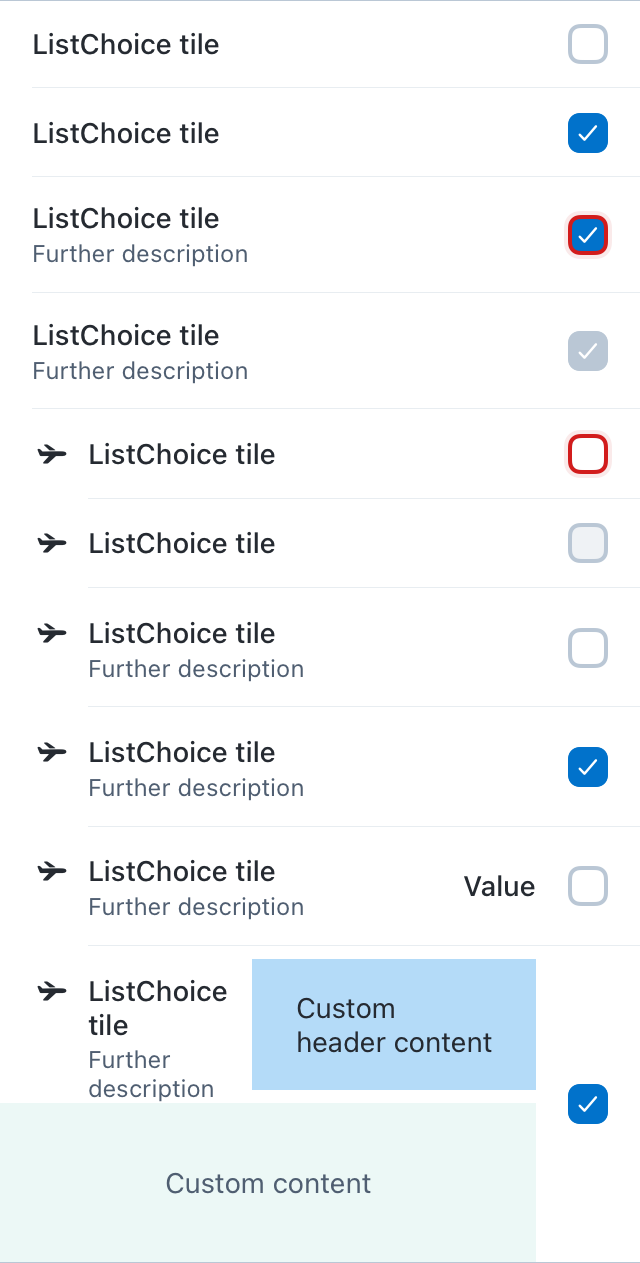 ListChoice tile
ListChoice tile
ListChoice tile
Further description
ListChoice tile
Further description
ListChoice tile
ListChoice tile
ListChoice tile
Further description
ListChoice tile
Further description
ListChoice tile
Further description
Value
ListChoice
tile
Further
description
Custom
header content
Custom content